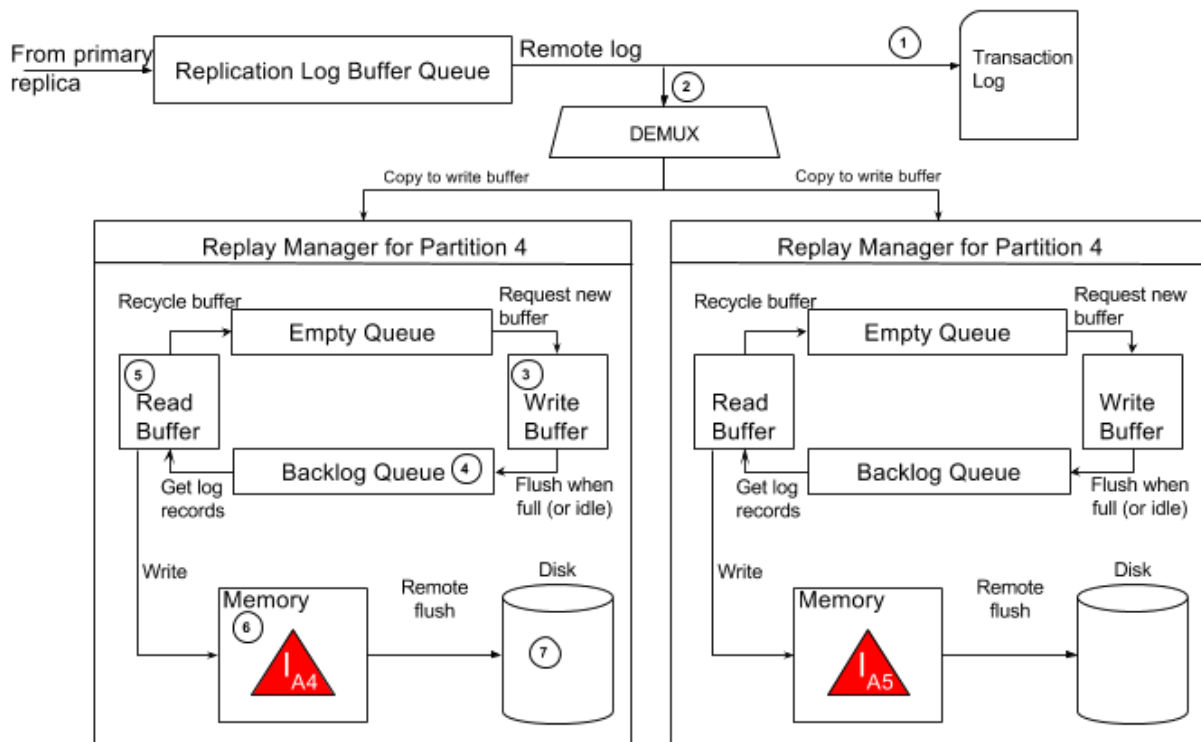 From primary
replica
Replication Log Buffer Queue
Remote log
1
Transaction
Log
2
DEMUX
Copy to write buffer
Copy to write buffer
Replay Manager for Partition 4
Recycle buffer
Request new
buffer
Empty Queue
5
Read
Buffer
3
Write
Buffer
Backlog Queue
4
Get log
records
Flush when
full (or idle)
Write
Memory
6
I
A4
Remote
flush
Disk
7
Replay Manager for Partition 4
Recycle buffer
Request new
buffer
Empty Queue
Read
Buffer
Write
Buffer
Backlog Queue
Get log
records
Flush when
full (or idle)
Write
Memory
I
A5
Remote
flush
Disk